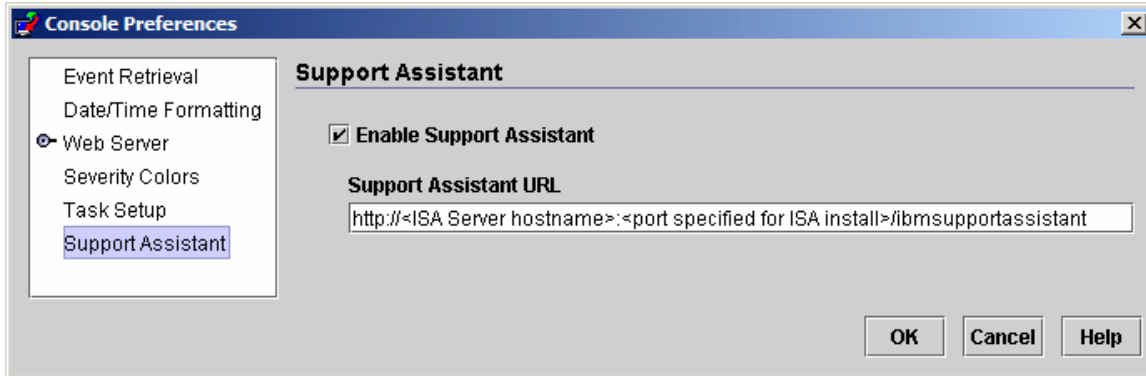 Console Preferences
Event Retrieval
Date/Time Formatting
Web Server
Severity Colors
Task Setup
Support Assistant
Support Assistant
Enable Support Assistant
Support Assistant URL
http://<ISA Server hostname>:<port specified for ISA install>/ibmsupportassistant
OK Cancel Help